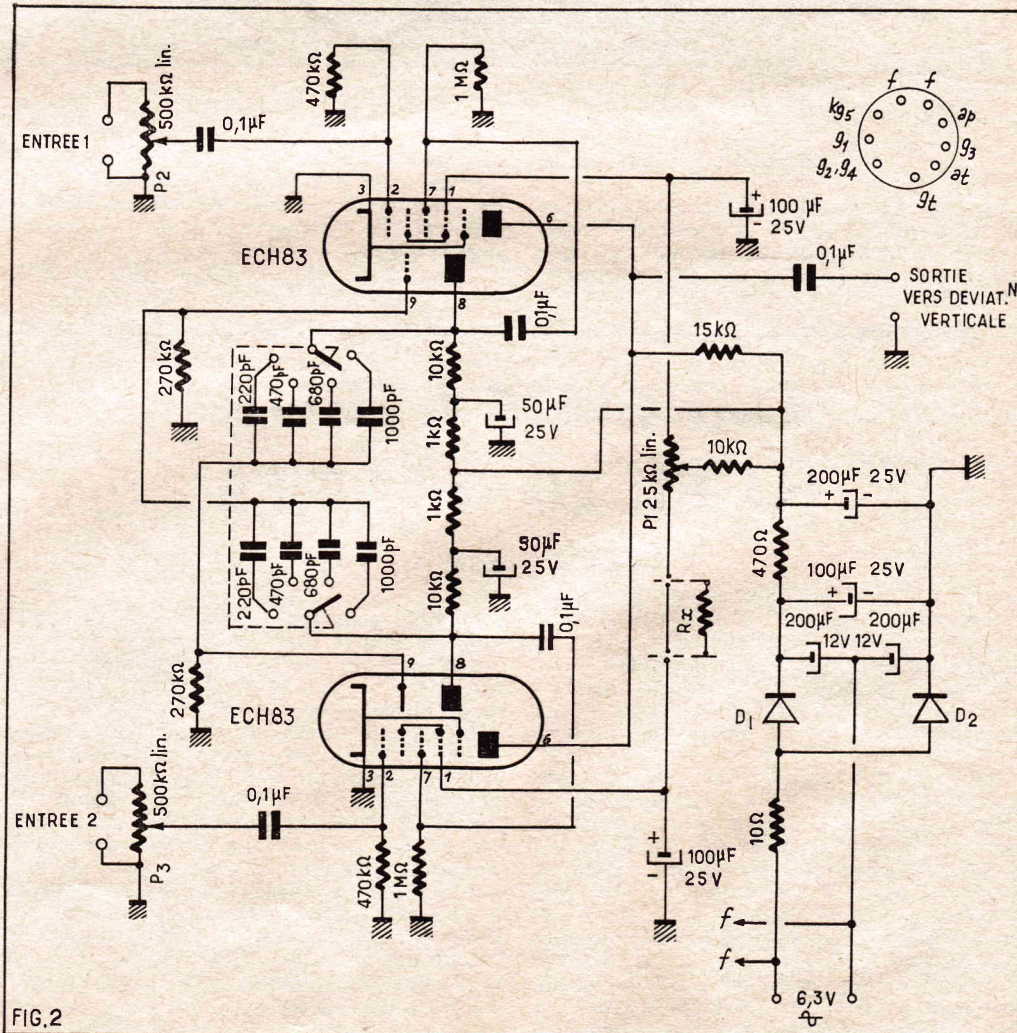 ENTREE 1
500kΩ lin.
P2
0,1µF
470kΩ
1 MΩ
f
f
kg5
ap
g1
g3
g2,g4
at
gt
3
2
7
1
6
ECH83
9
8
+
100 µF
-
25V
0,1µF
SORTIE
VERS DEVIAT.N
VERTICALE
0,1µF
270kΩ
220pF
470pF
680pF
1000pF
10kΩ
1kΩ
50µF
25V
15kΩ
P1 25kΩ lin.
10kΩ
200µF 25V
+ -
470Ω
100µF 25V
+ -
200µF 200µF
12V 12V
220pF
470pF
680pF
1000pF
1kΩ
10kΩ
50µF
25V
Rx
0,1µF
270kΩ
9
8
ECH83
6
3
2
7
1
D1
D2
ENTREE 2
500kΩ lin.
P3
0,1µF
470kΩ
1MΩ
+
100µF
-
25V
10Ω
f
f
6,3V
FIG.2